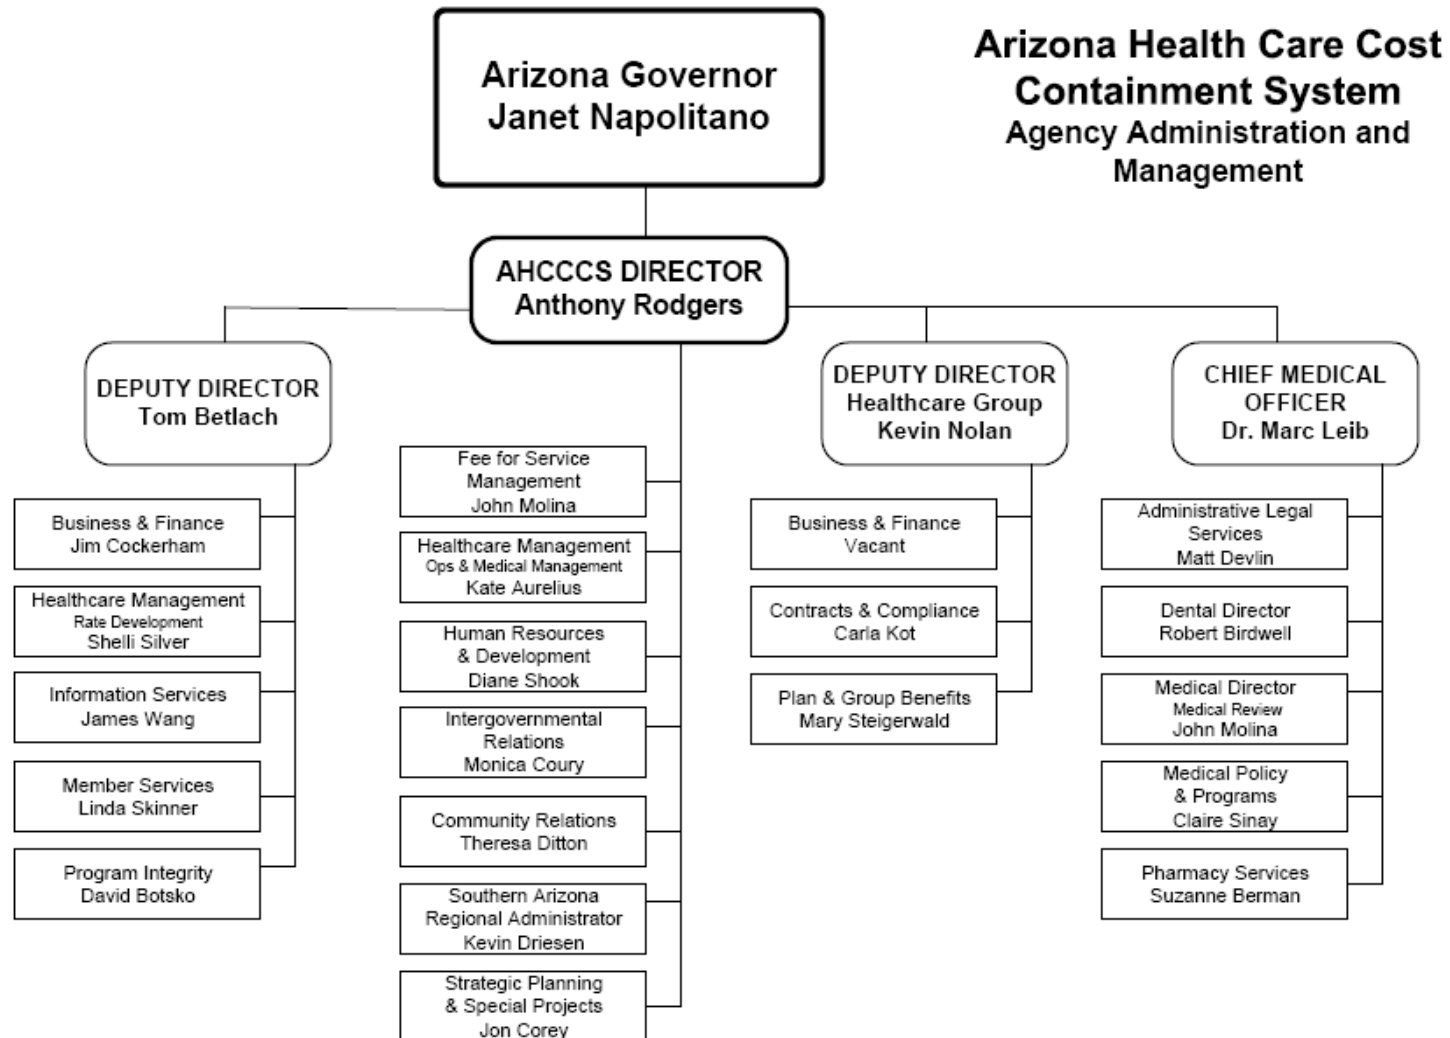 Arizona Governor
Janet Napolitano
Arizona Health Care Cost
Containment System
Agency Administration and
Management
AHCCCS DIRECTOR
Anthony Rodgers
DEPUTY DIRECTOR
Tom Betlach
Business & Finance
Jim Cockerham
Healthcare Management
Rate Development
Shelli Silver
Information Services
James Wang
Member Services
Linda Skinner
Program Integrity
David Botsko
Fee for Service
Management
John Molina
Healthcare Management
Ops & Medical Management
Kate Aurelius
Human Resources
& Development
Diane Shook
Intergovernmental
Relations
Monica Coury
Community Relations
Theresa Ditton
Southern Arizona
Regional Administrator
Kevin Driesen
Strategic Planning
& Special Projects
Jon Corey
DEPUTY DIRECTOR
Healthcare Group
Kevin Nolan
Business & Finance
Vacant
Contracts & Compliance
Carla Kot
Plan & Group Benefits
Mary Steigerwald
CHIEF MEDICAL
OFFICER
Dr. Marc Leib
Administrative Legal
Services
Matt Devlin
Dental Director
Robert Birdwell
Medical Director
Medical Review
John Molina
Medical Policy
& Programs
Claire Sinay
Pharmacy Services
Suzanne Berman